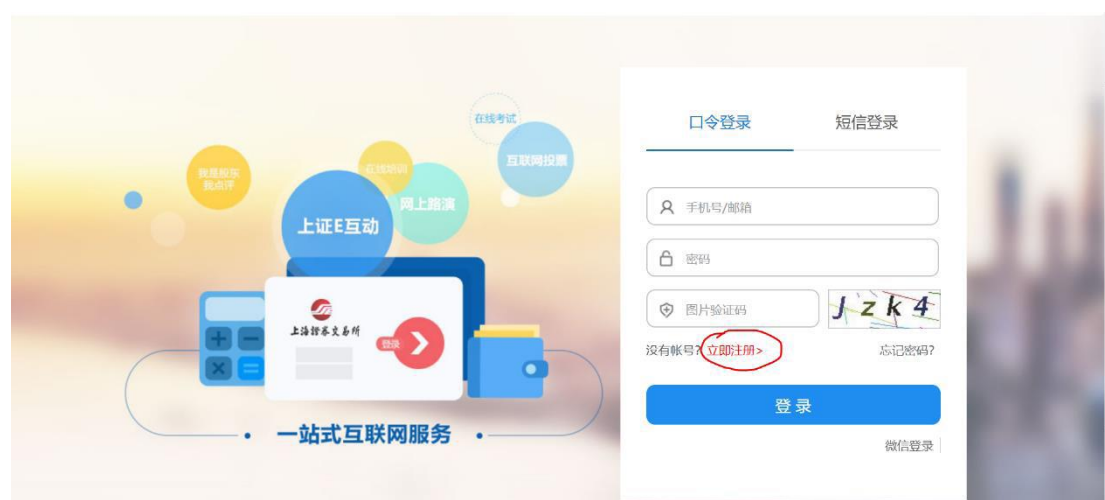 在线考试
互联网投票
我是股东
我点评
在线培训
网上路演
上证E互动
上海證券交易所
登录
一站式互联网服务
口令登录 短信登录
手机号/邮箱
密码
图片验证码 Jzk4
没有帐号? 立即注册> 忘记密码?
登 录
微信登录